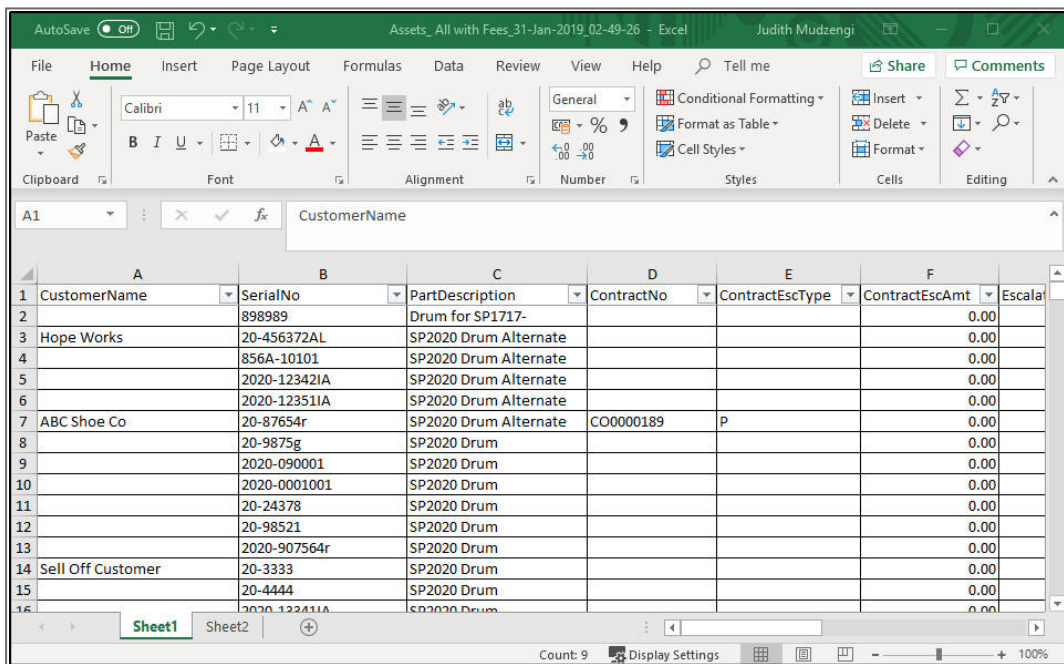 AutoSave Off Assets_ All with Fees_31-Jan-2019_02-49-26 - Excel Judith Mudzengi
File Home Insert Page Layout Formulas Data Review View Help Tell me Share Comments
Paste Calibri 11 A^ A˅ ab General Conditional Formatting Insert Σ
Format as Table Delete
B I U A % , Cell Styles Format
Clipboard Font Alignment Number Styles Cells Editing
A1 fx CustomerName
A B C D E F
1 CustomerName SerialNo PartDescription ContractNo ContractEscType ContractEscAmt Escalat
2 898989 Drum for SP1717- 0.00
3 Hope Works 20-456372AL SP2020 Drum Alternate 0.00
4 856A-10101 SP2020 Drum Alternate 0.00
5 2020-12342IA SP2020 Drum Alternate 0.00
6 2020-12351IA SP2020 Drum Alternate 0.00
7 ABC Shoe Co 20-87654r SP2020 Drum Alternate CO0000189 P 0.00
8 20-9875g SP2020 Drum 0.00
9 2020-090001 SP2020 Drum 0.00
10 2020-0001001 SP2020 Drum 0.00
11 20-24378 SP2020 Drum 0.00
12 20-98521 SP2020 Drum 0.00
13 2020-907564r SP2020 Drum 0.00
14 Sell Off Customer 20-3333 SP2020 Drum 0.00
15 20-4444 SP2020 Drum 0.00
16 2020-13341IA SP2020 Drum 0.00
Sheet1 Sheet2
Count: 9 Display Settings 100%